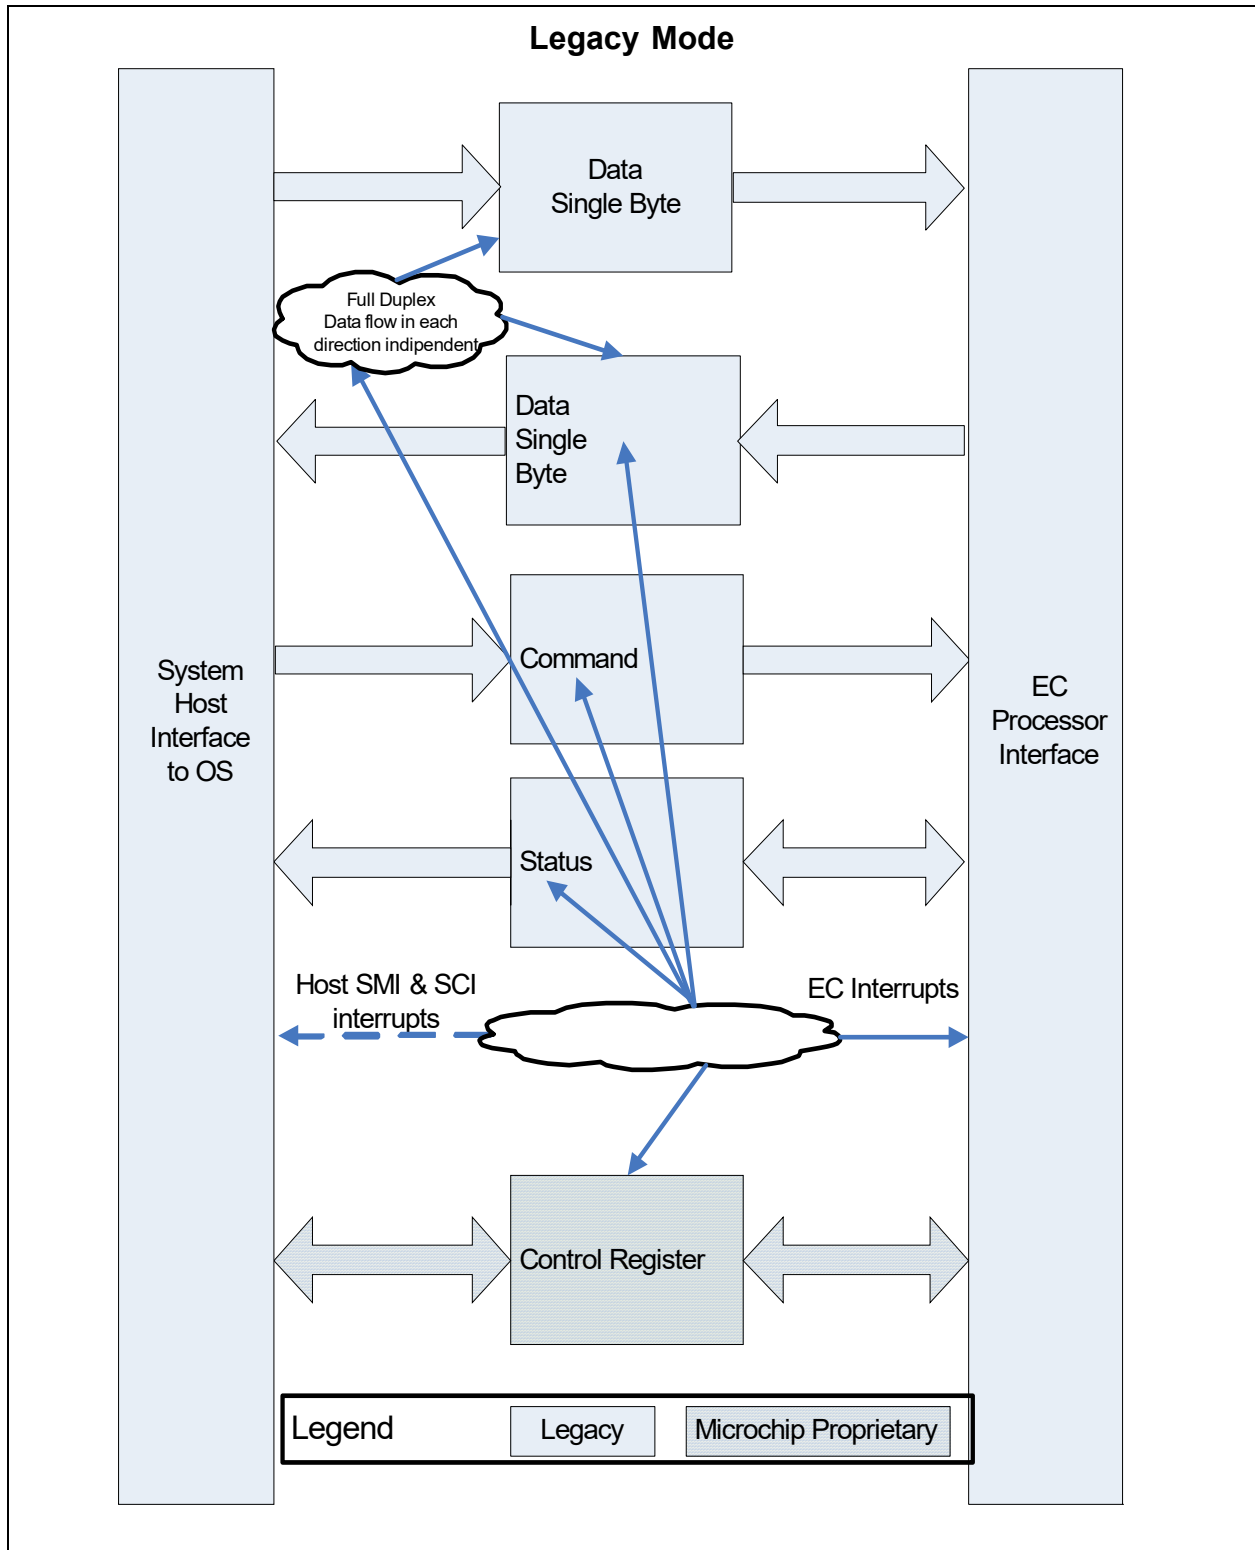 Legacy Mode
Data
Single Byte
Full Duplex
Data flow in each
direction indipendent
Data
Single
Byte
System
Host
Interface
to OS
Command
EC
Processor
Interface
Status
Host SMI & SCI
interrupts
EC Interrupts
Control Register
Legend
Legacy
Microchip Proprietary